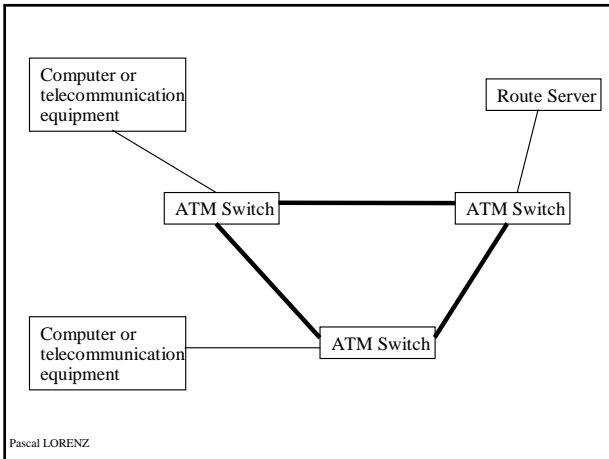 Computer or
telecommunication
equipment
Route Server
ATM Switch
ATM Switch
Computer or
telecommunication
equipment
ATM Switch
Pascal LORENZ